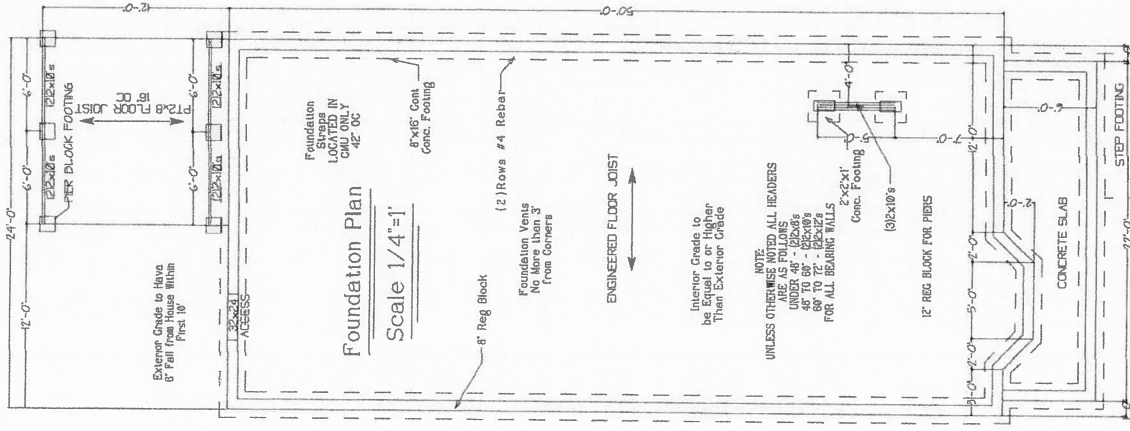 12'-0"
50'-0"
24'-0"
12'-0"
6'-0"
6'-0"
6'-0"
6'-0"
(2)2x10's
(2)2x10's
(2)2x10's
(2)2x10's
PT2x8 FLOOR JOIST
16" OC
PIER BLOCK FOOTING
Exterior Grade to Have
6" Fall from House Within
First 10'
32x24
ACCESS
Foundation
Straps
LOCATED IN
CMU ONLY
42" OC
8"x16" Cont
Conc. Footing
Foundation Plan
Scale 1/4"=1'
(2)Rows #4 Rebar
8" Reg Block
Foundation Vents
No More than 3'
from Corners
ENGINEERED FLOOR JOIST
Interior Grade to
be Equal to or Higher
Than Exterior Grade
NOTE:
UNLESS OTHERWISE NOTED ALL HEADERS
ARE AS FOLLOWS
UNDER 48" - (2)2x8's
48" TO 60" - (2)2x10's
60" TO 72" - (2)2x12's
FOR ALL BEARING WALLS
4'-0"
5'-0"
7'-0"
2'x2'x1'
Conc. Footing
(3)2x10's
12" REG BLOCK FOR PIERS
12'-0"
2'-0"
5'-0"
2'-0"
3'-0"
2'-0"
6'-0"
CONCRETE SLAB
STEP FOOTING